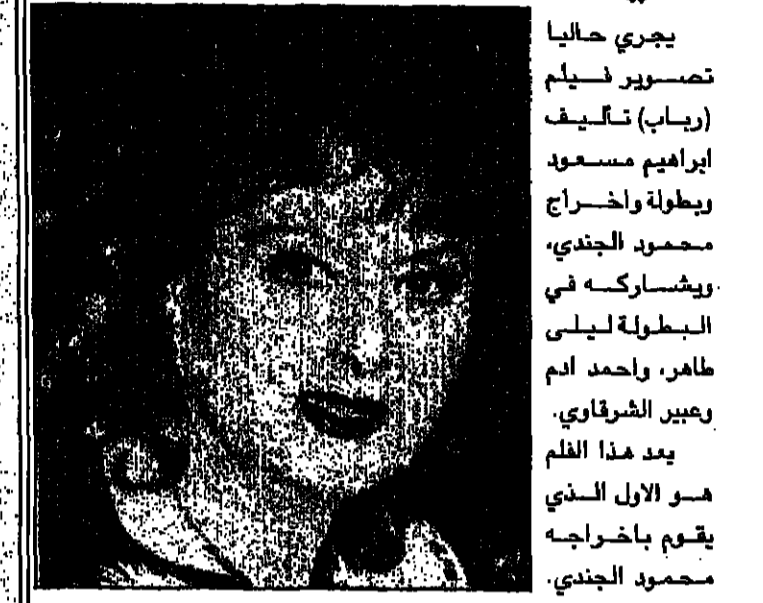 يجري حاليا
تصوير فيلم
(رباب) تأليف
ابراهيم مسعود
وبطولة واخراج
محمود الجندي،
ويشاركه في
البطولة ليلى
طاهر، واحمد ادم
وعبير الشرقاوي.
يعد هذا الفلم
هو الاول الذي
يقوم باخراجه
محمود الجندي.